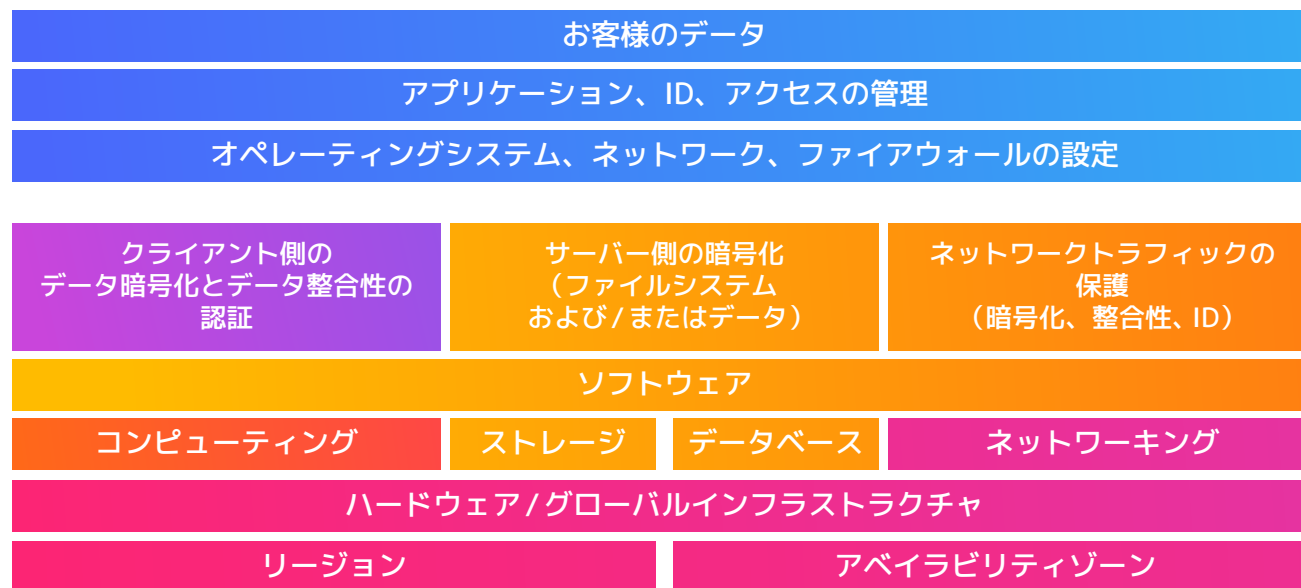 お客様のデータ
アプリケーション、ID、アクセスの管理
オペレーティングシステム、ネットワーク、ファイアウォールの設定
クライアント側の
データ暗号化とデータ整合性の
認証
サーバー側の暗号化
（ファイルシステム
および/またはデータ）
ネットワークトラフィックの
保護
（暗号化、整合性、ID）
ソフトウェア
コンピューティング
ストレージ
データベース
ネットワーキング
ハードウェア/グローバルインフラストラクチャ
リージョン
アベイラビリティゾーン